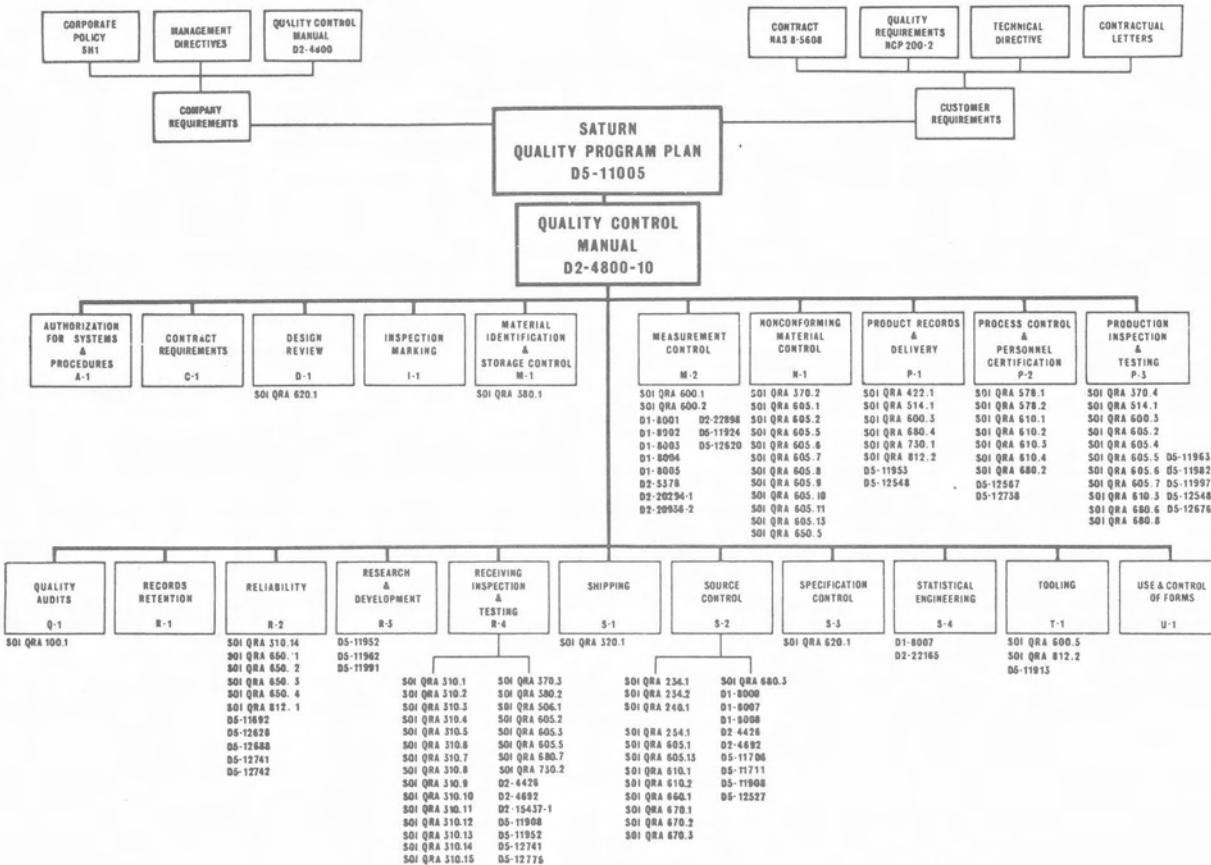 CORPORATE
POLICY
5H1
MANAGEMENT
DIRECTIVES
QUALITY CONTROL
MANUAL
D2-4800
COMPANY
REQUIREMENTS
CONTRACT
NAS 8-5608
QUALITY
REQUIREMENTS
NCP 200-2
TECHNICAL
DIRECTIVE
CONTRACTUAL
LETTERS
CUSTOMER
REQUIREMENTS
SATURN
QUALITY PROGRAM PLAN
D5-11005
QUALITY CONTROL
MANUAL
D2-4800-10
AUTHORIZATION
FOR SYSTEMS
&
PROCEDURES
A-1
CONTRACT
REQUIREMENTS
C-1
DESIGN
REVIEW
D-1
SOI QRA 620.1
INSPECTION
MARKING
I-1
MATERIAL
IDENTIFICATION
&
STORAGE CONTROL
M-1
SOI QRA 380.1
MEASUREMENT
CONTROL
M-2
SOI QRA 600.1
SOI QRA 600.2
D1-8001
D1-8002
D1-8003
D1-8004
D1-8005
D2-5378
D2-20294-1
D2-20936-2
D2-22898
D5-11924
D5-12620
NONCONFORMING
MATERIAL
CONTROL
N-1
SOI QRA 370.2
SOI QRA 605.1
SOI QRA 605.2
SOI QRA 605.5
SOI QRA 605.6
SOI QRA 605.7
SOI QRA 605.8
SOI QRA 605.9
SOI QRA 605.10
SOI QRA 605.11
SOI QRA 605.13
SOI QRA 650.5
PRODUCT RECORDS
&
DELIVERY
P-1
SOI QRA 422.1
SOI QRA 514.1
SOI QRA 600.3
SOI QRA 680.4
SOI QRA 730.1
SOI QRA 812.2
D5-11953
D5-12548
PROCESS CONTROL
&
PERSONNEL
CERTIFICATION
P-2
SOI QRA 578.1
SOI QRA 578.2
SOI QRA 610.1
SOI QRA 610.2
SOI QRA 610.3
SOI QRA 610.4
SOI QRA 680.2
D5-12567
D5-12738
PRODUCTION
INSPECTION
&
TESTING
P-3
SOI QRA 370.4
SOI QRA 514.1
SOI QRA 600.3
SOI QRA 605.2
SOI QRA 605.4
SOI QRA 605.5
SOI QRA 605.6
SOI QRA 605.7
SOI QRA 610.3
SOI QRA 680.6
SOI QRA 680.8
D5-11963
D5-11982
D5-11997
D5-12548
D5-12676
QUALITY
AUDITS
Q-1
SOI QRA 100.1
RECORDS
RETENTION
R-1
RELIABILITY
R-2
SOI QRA 310.14
SOI QRA 650.1
SOI QRA 650.2
SOI QRA 650.3
SOI QRA 650.4
SOI QRA 812.1
D5-11692
D5-12628
D5-12688
D5-12741
D5-12742
RESEARCH
&
DEVELOPMENT
R-3
D5-11952
D5-11962
D5-11991
RECEIVING
INSPECTION
&
TESTING
R-4
SOI QRA 310.1
SOI QRA 310.2
SOI QRA 310.3
SOI QRA 310.4
SOI QRA 310.5
SOI QRA 310.6
SOI QRA 310.7
SOI QRA 310.8
SOI QRA 310.9
SOI QRA 310.10
SOI QRA 310.11
SOI QRA 310.12
SOI QRA 310.13
SOI QRA 310.14
SOI QRA 310.15
SOI QRA 370.3
SOI QRA 380.2
SOI QRA 506.1
SOI QRA 605.2
SOI QRA 605.3
SOI QRA 605.5
SOI QRA 680.7
SOI QRA 730.2
D2-4426
D2-4692
D2-15437-1
D5-11908
D5-11952
D5-12741
D5-12775
SHIPPING
S-1
SOI QRA 320.1
SOURCE
CONTROL
S-2
SOI QRA 234.1
SOI QRA 234.2
SOI QRA 240.1
SOI QRA 254.1
SOI QRA 605.1
SOI QRA 605.13
SOI QRA 610.1
SOI QRA 610.2
SOI QRA 660.1
SOI QRA 670.1
SOI QRA 670.2
SOI QRA 670.3
SOI QRA 680.3
D1-8000
D1-8007
D1-8008
D2-4426
D2-4692
D5-11706
D5-11711
D5-11908
D5-12527
SPECIFICATION
CONTROL
S-3
SOI QRA 620.1
STATISTICAL
ENGINEERING
S-4
D1-8007
D2-22165
TOOLING
T-1
SOI QRA 600.5
SOI QRA 812.2
D5-11913
USE & CONTROL
OF FORMS
U-1